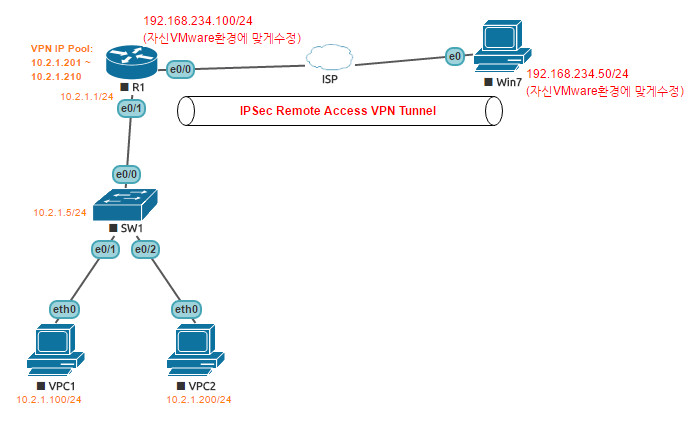 192.168.234.100/24
(자신VMware환경에 맞게수정)
VPN IP Pool:
10.2.1.201 ~
10.2.1.210
e0/0
R1
ISP
e0
Win7
192.168.234.50/24
(자신VMware환경에 맞게수정)
10.2.1.1/24
e0/1
IPSec Remote Access VPN Tunnel
e0/0
10.2.1.5/24
SW1
e0/1
e0/2
eth0
eth0
VPC1
VPC2
10.2.1.100/24
10.2.1.200/24